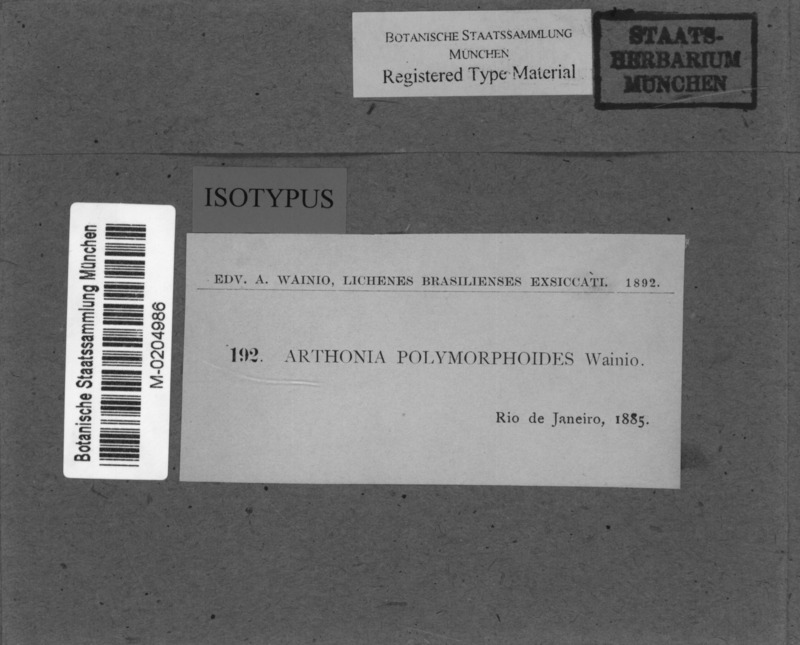 BOTANISCHE STAATSSAMMLUNG
MÜNCHEN
Registered Type Material
STAATS-
HERBARIUM
MÜNCHEN
ISOTYPUS
Botanische Staatssammlung München
M-0204986
EDV. A. WAINIO, LICHENES BRASILIENSES EXSICCATI. 1892.
192. ARTHONIA POLYMORPHOIDES Wainio.
Rio de Janeiro, 1885.